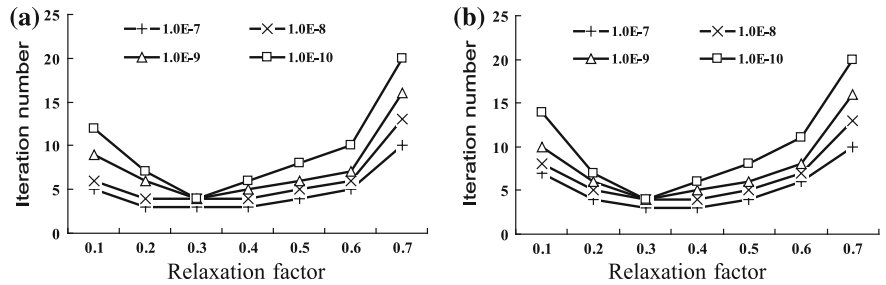 (a)
Iteration number
25
20
15
10
5
0
1.0E-7
1.0E-8
1.0E-9
1.0E-10
0.1 0.2 0.3 0.4 0.5 0.6 0.7
Relaxation factor
(b)
Iteration number
25
20
15
10
5
0
1.0E-7
1.0E-8
1.0E-9
1.0E-10
0.1 0.2 0.3 0.4 0.5 0.6 0.7
Relaxation factor